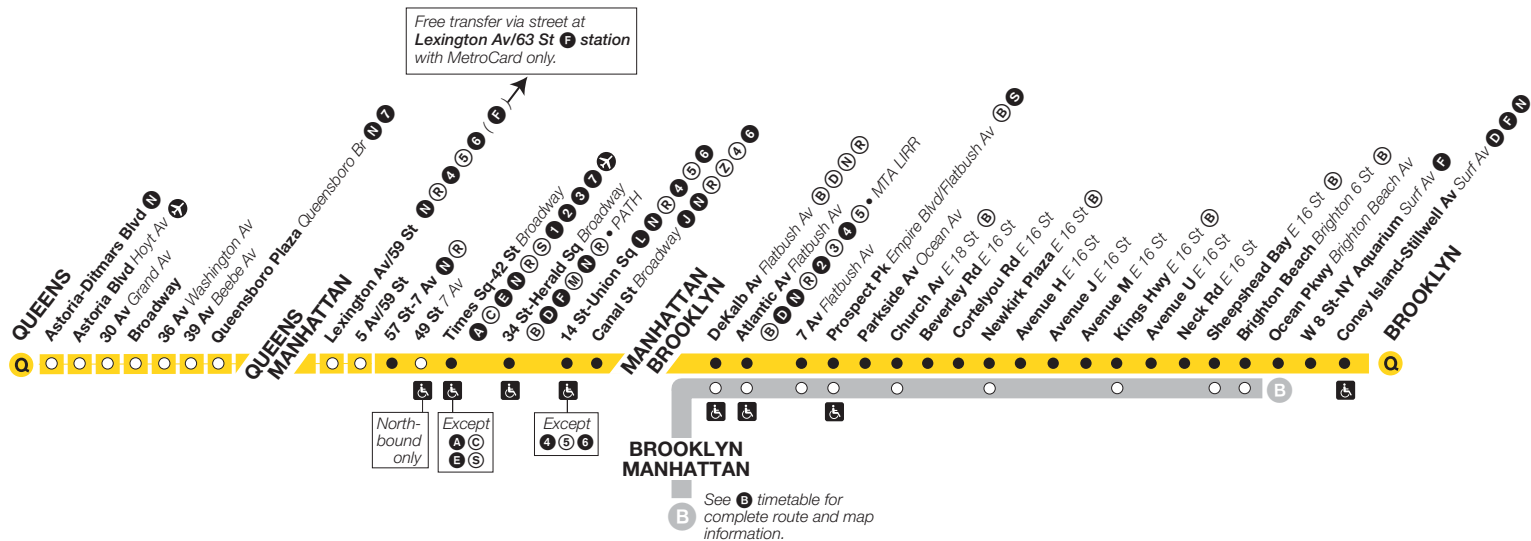 Free transfer via street at
Lexington Av/63 St F station
with MetroCard only.
Q
QUEENS
Astoria-Ditmars Blvd N
Astoria Blvd Hoyt Av
30 Av Grand Av
Broadway
36 Av Washington Av
39 Av Beebe Av
Queensboro Plaza Queensboro Br N 7
QUEENS
MANHATTAN
Lexington Av/59 St N R 4 5 6 (F)
5 Av/59 St
57 St-7 Av N R
49 St 7 Av
Times Sq-42 St Broadway
A C E N R S 1 2 3 7
34 St-Herald Sq Broadway
B D F M N R • PATH
14 St-Union Sq L N R 4 5 6
Canal St Broadway J N R Z 4 6
MANHATTAN
BROOKLYN
DeKalb Av Flatbush Av B D N R
Atlantic Av Flatbush Av
B D N R 2 3 4 5 • MTA LIRR
7 Av Flatbush Av
Prospect Pk Empire Blvd/Flatbush Av B S
Parkside Av Ocean Av
Church Av E 18 St B
Beverley Rd E 16 St
Cortelyou Rd E 16 St
Newkirk Plaza E 16 St B
Avenue H E 16 St
Avenue J E 16 St
Avenue M E 16 St
Kings Hwy E 16 St B
Avenue U E 16 St
Neck Rd E 16 St
Sheepshead Bay E 16 St B
Brighton Beach Brighton 6 St B
Ocean Pkwy Brighton Beach Av
W 8 St-NY Aquarium Surf Av F
Coney Island-Stillwell Av Surf Av D F N
BROOKLYN
Q
North-
bound
only
Except
A C
E S
Except
4 5 6
B
BROOKLYN
MANHATTAN
B
See B timetable for
complete route and map
information.